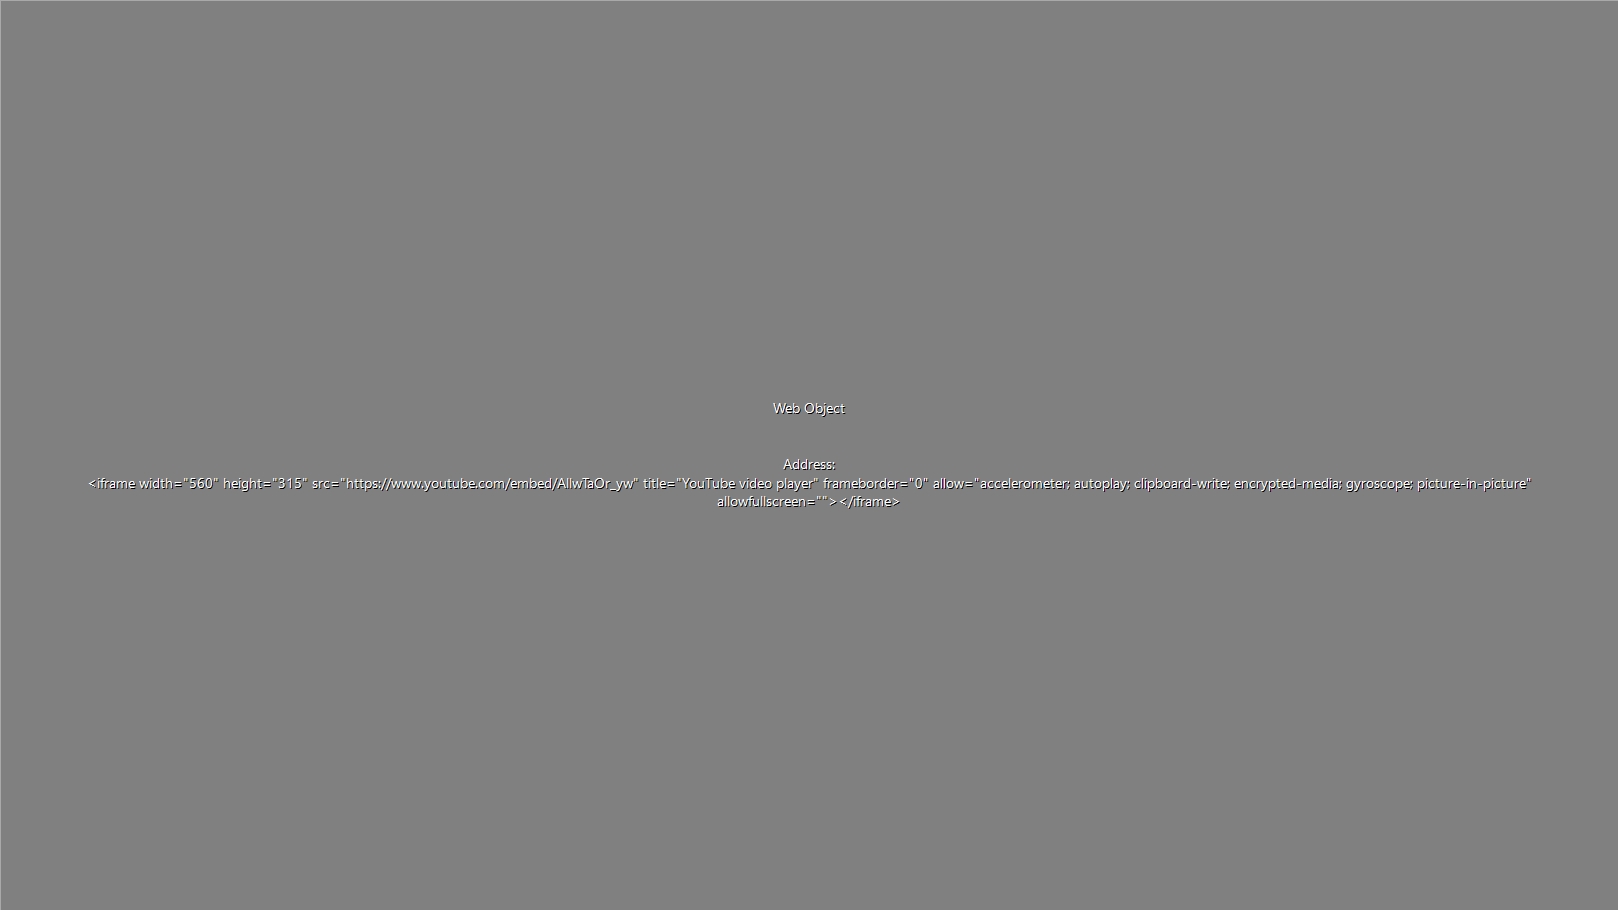 Web Object
Address:
<iframe width="560" height="315" src="https://www.youtube.com/embed/AllwTaOr_yw" title="YouTube video player" frameborder="0" allow="accelerometer; autoplay; clipboard-write; encrypted-media; gyroscope; picture-in-picture"
allowfullscreen=""></iframe>